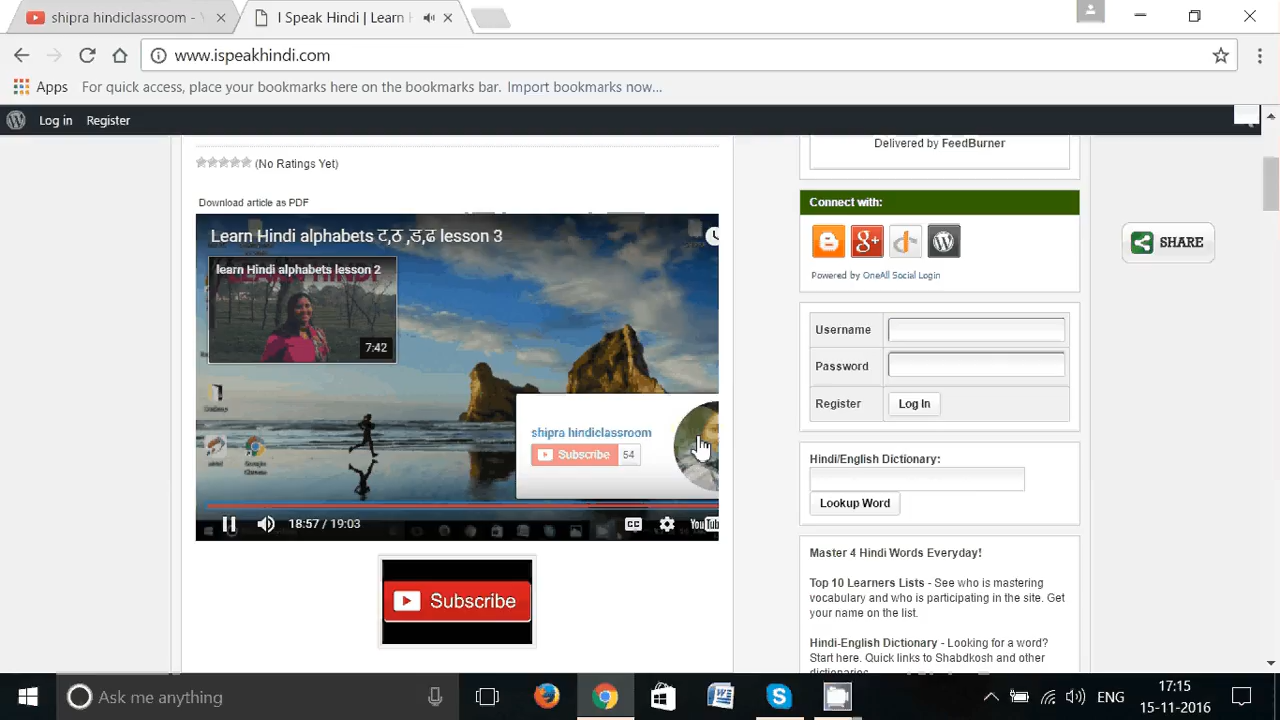 shipra hindiclassroom -
I Speak Hindi | Learn
www.ispeakhindi.com
Apps
For quick access, place your bookmarks here on the bookmarks bar. Import bookmarks now...
Log in
Register
(No Ratings Yet)
Download article as PDF
Learn Hindi alphabets ट,ठ ,ड,ढ lesson 3
learn Hindi alphabets lesson 2
7:42
shipra hindiclassroom
Subscribe 54
18:57 / 19:03
CC
Subscribe
Delivered by FeedBurner
Connect with:
Powered by OneAll Social Login
Username
Password
Register
Log In
Hindi/English Dictionary:
Lookup Word
Master 4 Hindi Words Everyday!
Top 10 Learners Lists - See who is mastering
vocabulary and who is participating in the site. Get
your name on the list.
Hindi-English Dictionary - Looking for a word?
Start here. Quick links to Shabdkosh and other
dictionaries
SHARE
Ask me anything
ENG
17:15
15-11-2016